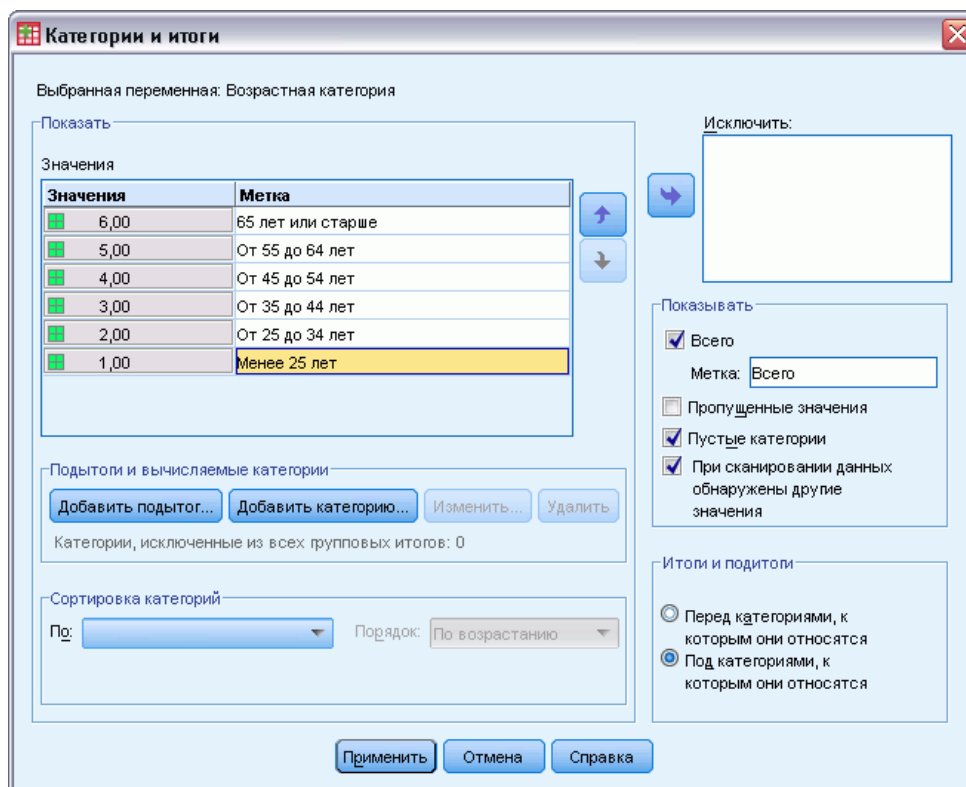 Категории и итоги
Выбранная переменная: Возрастная категория
Показать
Значения
Значения Метка
6,00 65 лет или старше
5,00 От 55 до 64 лет
4,00 От 45 до 54 лет
3,00 От 35 до 44 лет
2,00 От 25 до 34 лет
1,00 Менее 25 лет
Подытоги и вычисляемые категории
Добавить подытог... Добавить категорию... Изменить... Удалить
Категории, исключенные из всех групповых итогов: 0
Сортировка категорий
По: Порядок: По возрастанию
Исключить:
Показывать
Всего
Метка: Всего
Пропущенные значения
Пустые категории
При сканировании данных
обнаружены другие
значения
Итоги и подитоги
Перед категориями, к
которым они относятся
Под категориями, к
которым они относятся
Применить Отмена Справка